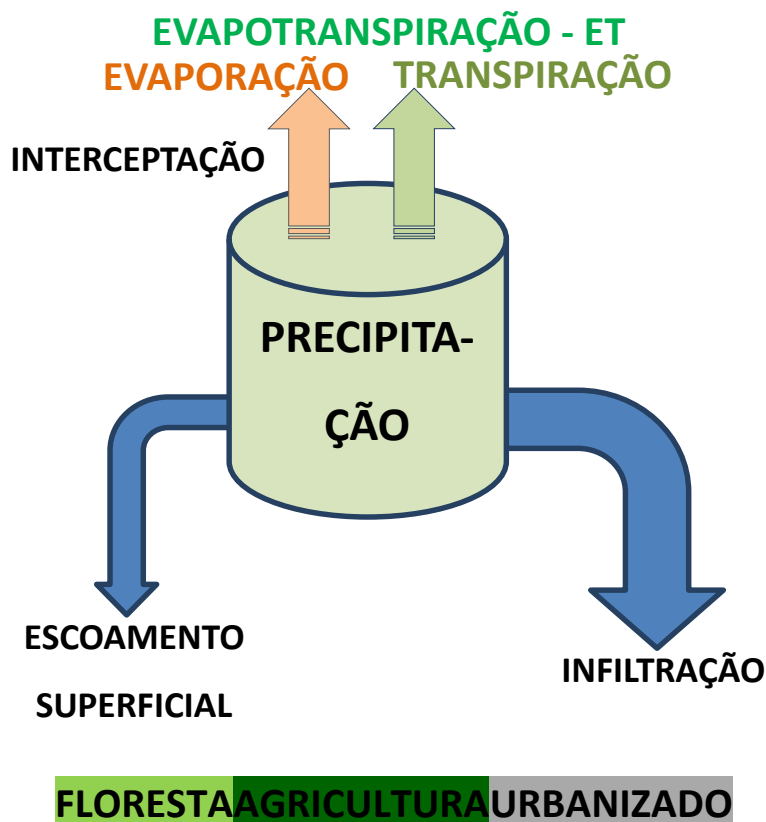 EVAPOTRANSPIRAÇÃO - ET
EVAPORAÇÃO TRANSPIRAÇÃO
INTERCEPTAÇÃO
PRECIPITA-
ÇÃO
ESCOAMENTO
SUPERFICIAL
INFILTRAÇÃO
FLORESTA AGRICULTURA URBANIZADO